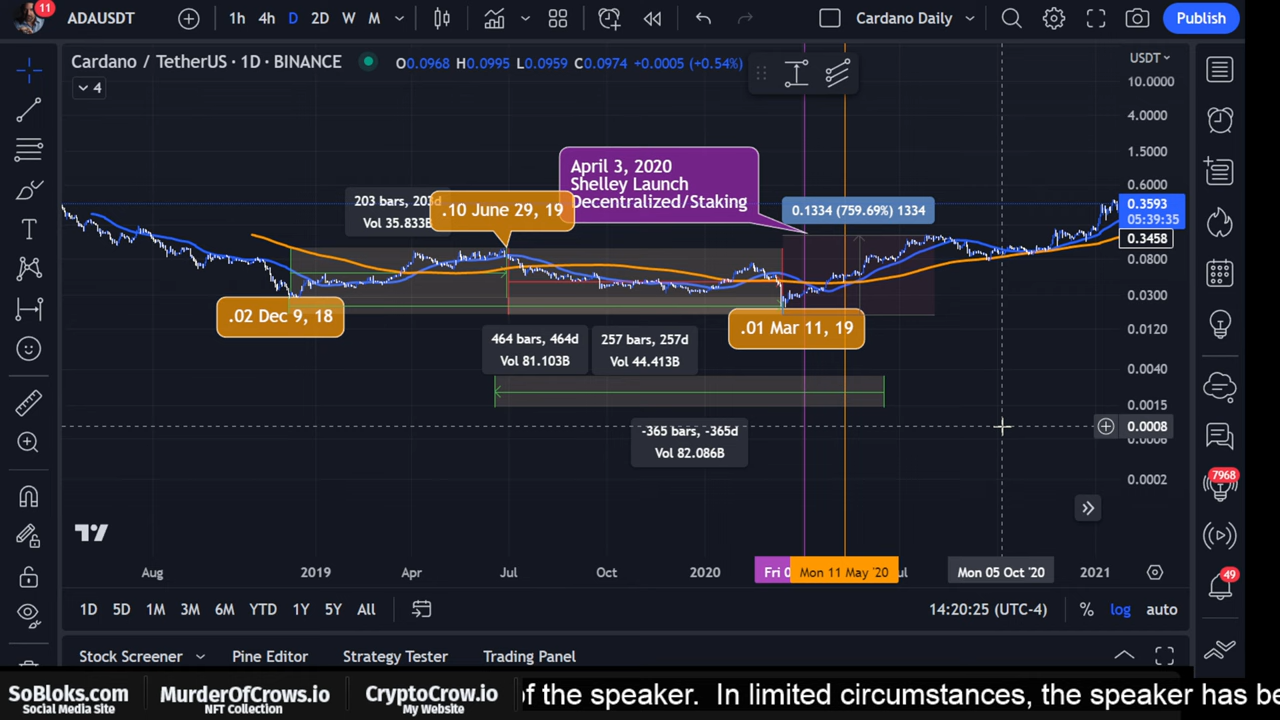 11
ADAUSDT
1h 4h D 2D W M
Cardano Daily
Publish
Cardano / TetherUS · 1D · BINANCE
O0.0968 H0.0995 L0.0959 C0.0974 +0.0005 (+0.54%)
USDT
4
10.0000
4.0000
1.5000
0.6000
0.3593
05:39:35
0.3458
0.0800
0.0300
0.0120
0.0040
0.0015
0.0008
0.0006
0.0002
April 3, 2020
Shelley Launch
Decentralized/Staking
203 bars, 203d
Vol 35.833B
.10 June 29, 19
0.1334 (759.69%) 1334
.02 Dec 9, 18
.01 Mar 11, 19
464 bars, 464d
Vol 81.103B
257 bars, 257d
Vol 44.413B
-365 bars, -365d
Vol 82.086B
7968
49
Aug 2019 Apr Jul Oct 2020 Fri 0 Mon 11 May '20 ul Mon 05 Oct '20 2021
1D 5D 1M 3M 6M YTD 1Y 5Y All
14:20:25 (UTC-4) % log auto
Stock Screener Pine Editor Strategy Tester Trading Panel
SoBloks.com
Social Media Site
MurderOfCrows.io
NFT Collection
CryptoCrow.io
My Website
of the speaker. In limited circumstances, the speaker has be